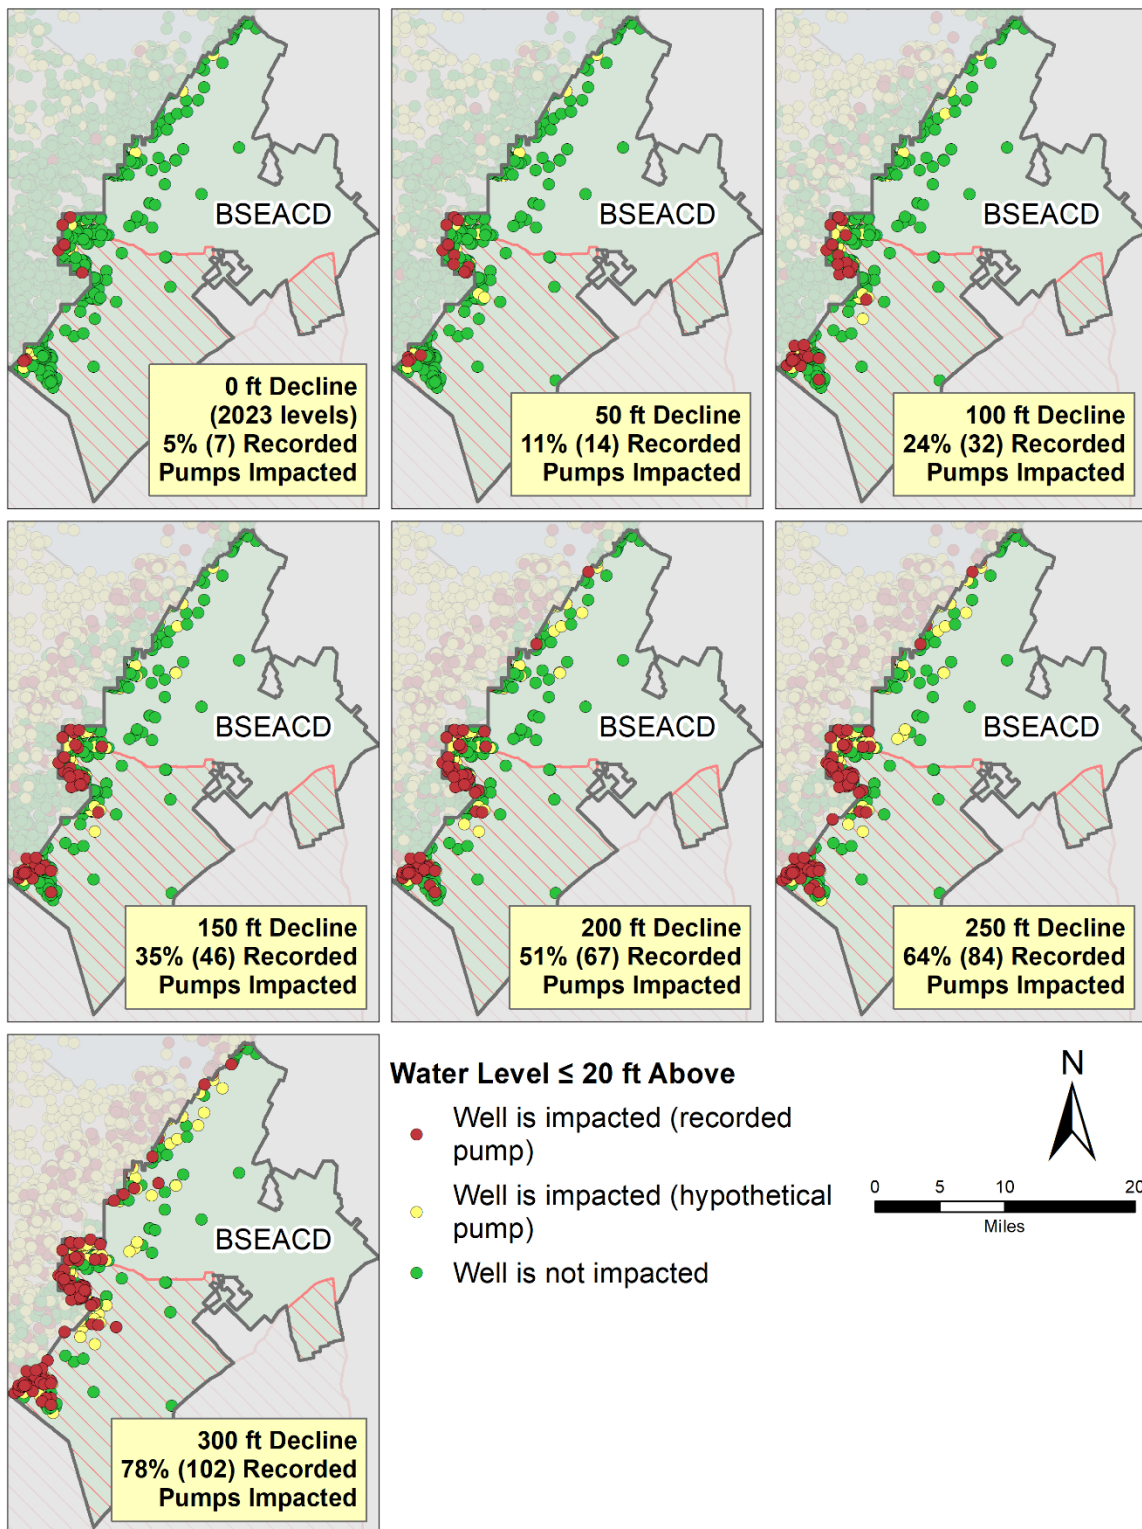 BSEACD
0 ft Decline
(2023 levels)
5% (7) Recorded
Pumps Impacted
BSEACD
50 ft Decline
11% (14) Recorded
Pumps Impacted
BSEACD
100 ft Decline
24% (32) Recorded
Pumps Impacted
BSEACD
150 ft Decline
35% (46) Recorded
Pumps Impacted
BSEACD
200 ft Decline
51% (67) Recorded
Pumps Impacted
BSEACD
250 ft Decline
64% (84) Recorded
Pumps Impacted
BSEACD
300 ft Decline
78% (102) Recorded
Pumps Impacted
Water Level ≤ 20 ft Above
Well is impacted (recorded
pump)
Well is impacted (hypothetical
pump)
Well is not impacted
N
0 5 10 20
Miles